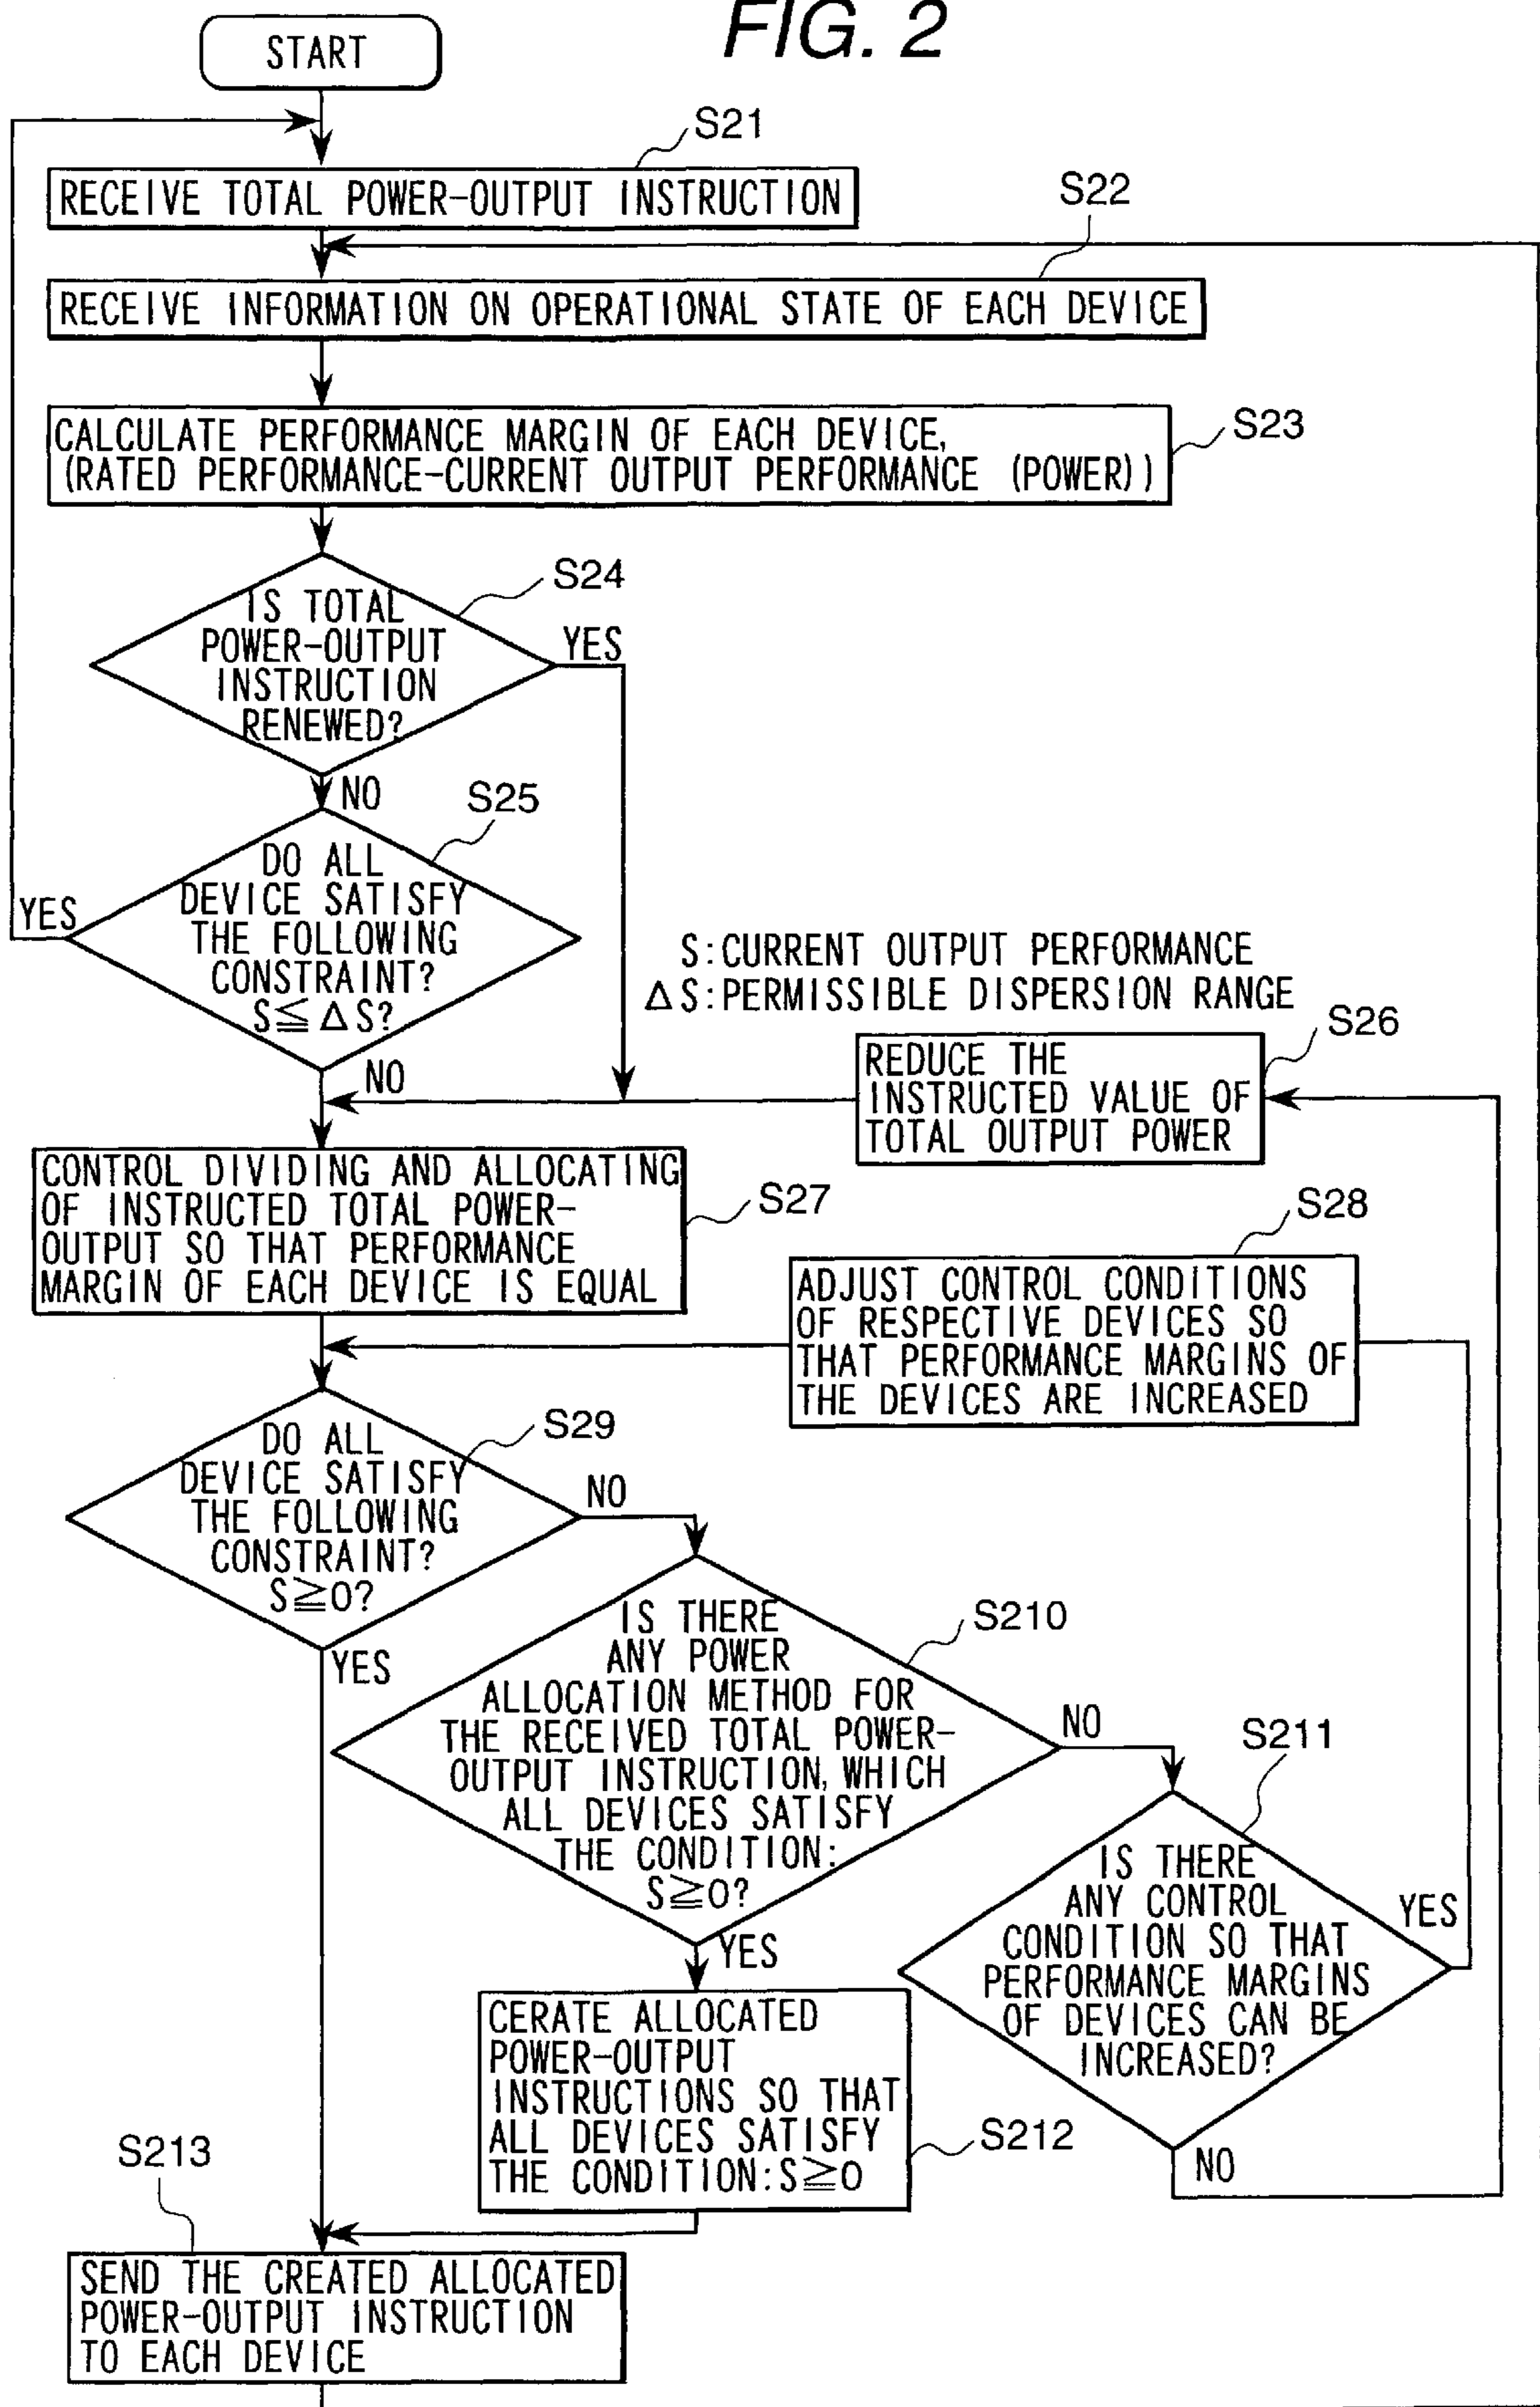 FIG. 2
START
S21
RECEIVE TOTAL POWER-OUTPUT INSTRUCTION
S22
RECEIVE INFORMATION ON OPERATIONAL STATE OF EACH DEVICE
S23
CALCULATE PERFORMANCE MARGIN OF EACH DEVICE,
(RATED PERFORMANCE-CURRENT OUTPUT PERFORMANCE (POWER))
S24
IS TOTAL
POWER-OUTPUT
INSTRUCTION
RENEWED?
YES
NO
S25
DO ALL
DEVICE SATISFY
THE FOLLOWING
CONSTRAINT?
S≦ΔS?
YES
NO
S:CURRENT OUTPUT PERFORMANCE
ΔS:PERMISSIBLE DISPERSION RANGE
S26
REDUCE THE
INSTRUCTED VALUE OF
TOTAL OUTPUT POWER
CONTROL DIVIDING AND ALLOCATING
OF INSTRUCTED TOTAL POWER-
OUTPUT SO THAT PERFORMANCE
MARGIN OF EACH DEVICE IS EQUAL
S27
S28
ADJUST CONTROL CONDITIONS
OF RESPECTIVE DEVICES SO
THAT PERFORMANCE MARGINS OF
THE DEVICES ARE INCREASED
S29
DO ALL
DEVICE SATISFY
THE FOLLOWING
CONSTRAINT?
S≧0?
NO
YES
S210
IS THERE
ANY POWER
ALLOCATION METHOD FOR
THE RECEIVED TOTAL POWER-
OUTPUT INSTRUCTION, WHICH
ALL DEVICES SATISFY
THE CONDITION:
S≧0?
NO
YES
S211
IS THERE
ANY CONTROL
CONDITION SO THAT
PERFORMANCE MARGINS
OF DEVICES CAN BE
INCREASED?
YES
NO
CERATE ALLOCATED
POWER-OUTPUT
INSTRUCTIONS SO THAT
ALL DEVICES SATISFY
THE CONDITION:S≧0
S212
S213
SEND THE CREATED ALLOCATED
POWER-OUTPUT INSTRUCTION
TO EACH DEVICE